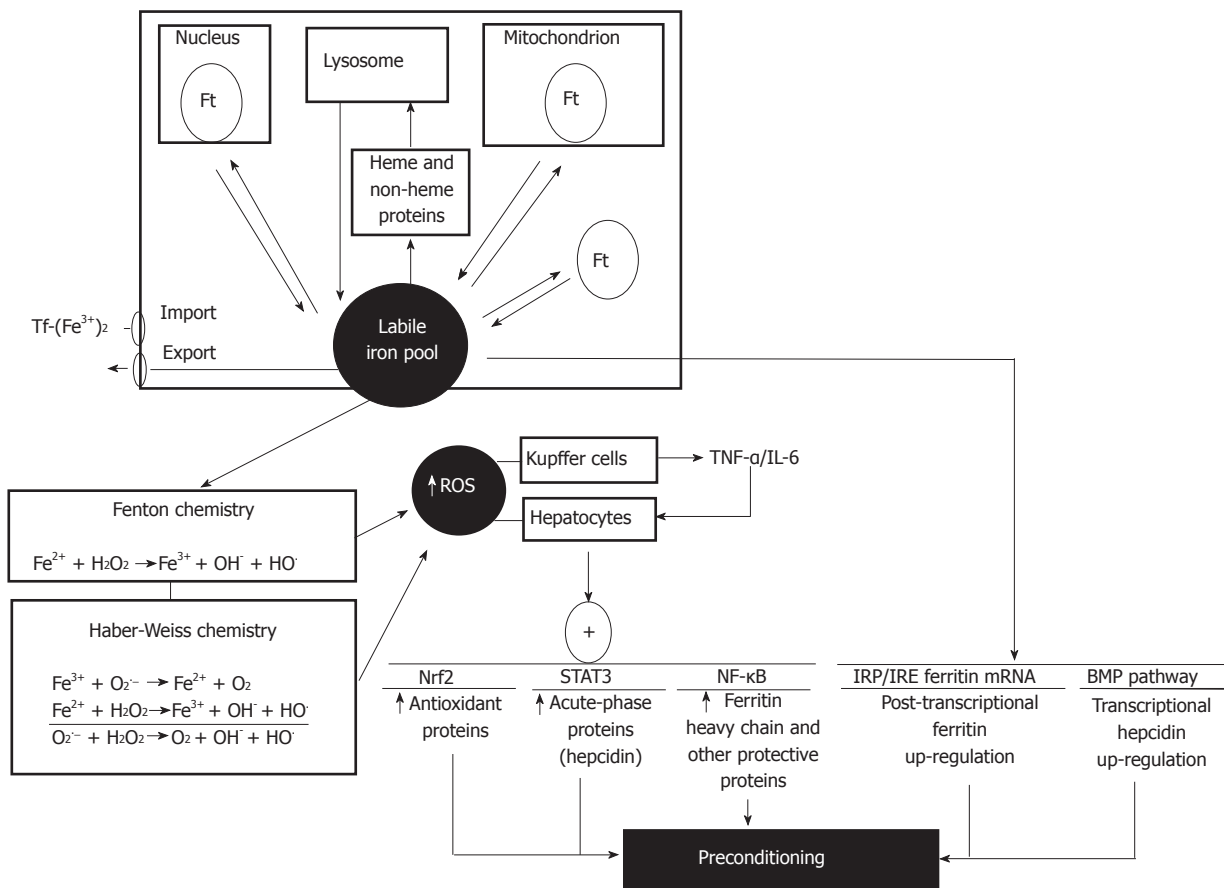 Nucleus
Ft
Lysosome
Mitochondrion
Ft
Heme and
non-heme
proteins
Ft
Tf-(Fe³⁺)₂
Import
Export
Labile
iron pool
Fenton chemistry
Fe²⁺ + H₂O₂ → Fe³⁺ + OH⁻ + HO·
Haber-Weiss chemistry
Fe³⁺ + O₂·⁻ → Fe²⁺ + O₂
Fe²⁺ + H₂O₂ → Fe³⁺ + OH⁻ + HO·
O₂·⁻ + H₂O₂ → O₂ + OH⁻ + HO·
↑ ROS
Kupffer cells
TNF-α/IL-6
Hepatocytes
+
Nrf2
↑ Antioxidant
proteins
STAT3
↑ Acute-phase
proteins
(hepcidin)
NF-κB
↑ Ferritin
heavy chain and
other protective
proteins
IRP/IRE ferritin mRNA
Post-transcriptional
ferritin
up-regulation
BMP pathway
Transcriptional
hepcidin
up-regulation
Preconditioning